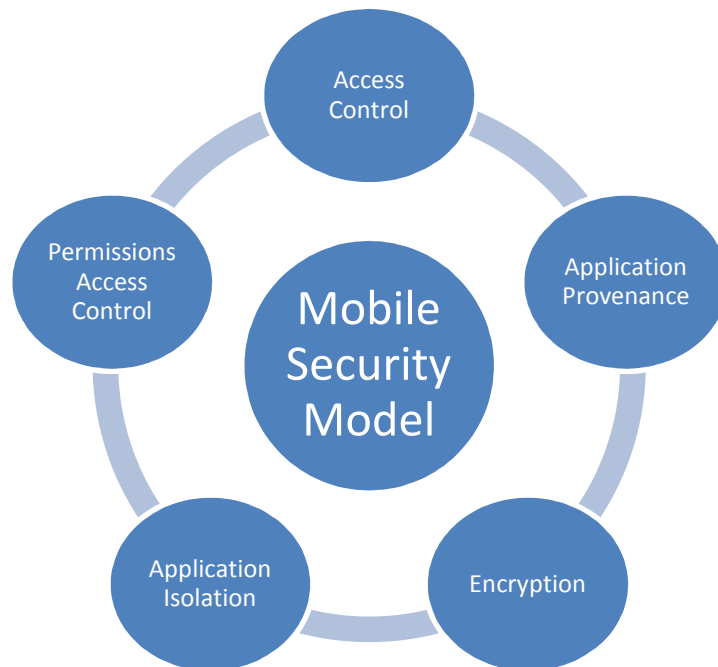 Access
Control
Application
Provenance
Encryption
Application
Isolation
Permissions
Access
Control
Mobile
Security
Model